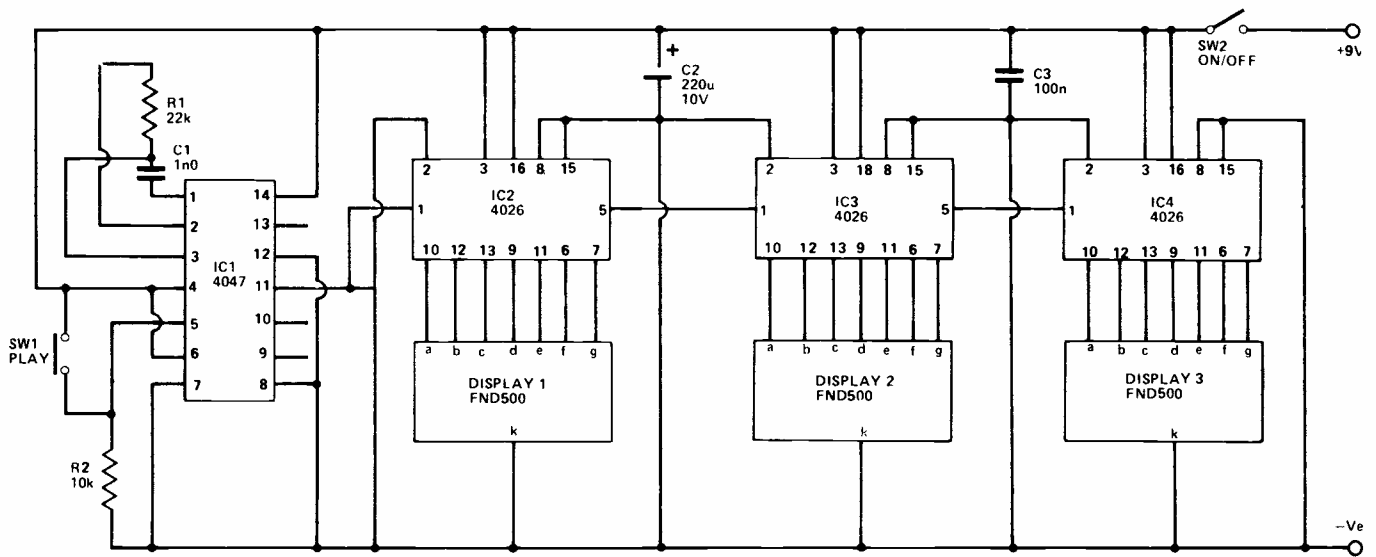 SW2
ON/OFF
+9V
+
C2
220u
10V
C3
100n
R1
22k
C1
1n0
1 14
2 13
3 12
IC1
4047
4 11
5 10
6 9
7 8
SW1
PLAY
R2
10k
2 3 16 8 15
1 IC2 5
4026
10 12 13 9 11 6 7
a b c d e f g
DISPLAY 1
FND500
k
2 3 18 8 15
1 IC3 5
4026
10 12 13 9 11 6 7
a b c d e f g
DISPLAY 2
FND500
k
2 3 16 8 15
1 IC4
4026
10 12 13 9 11 6 7
a b c d e f g
DISPLAY 3
FND500
k
−Ve